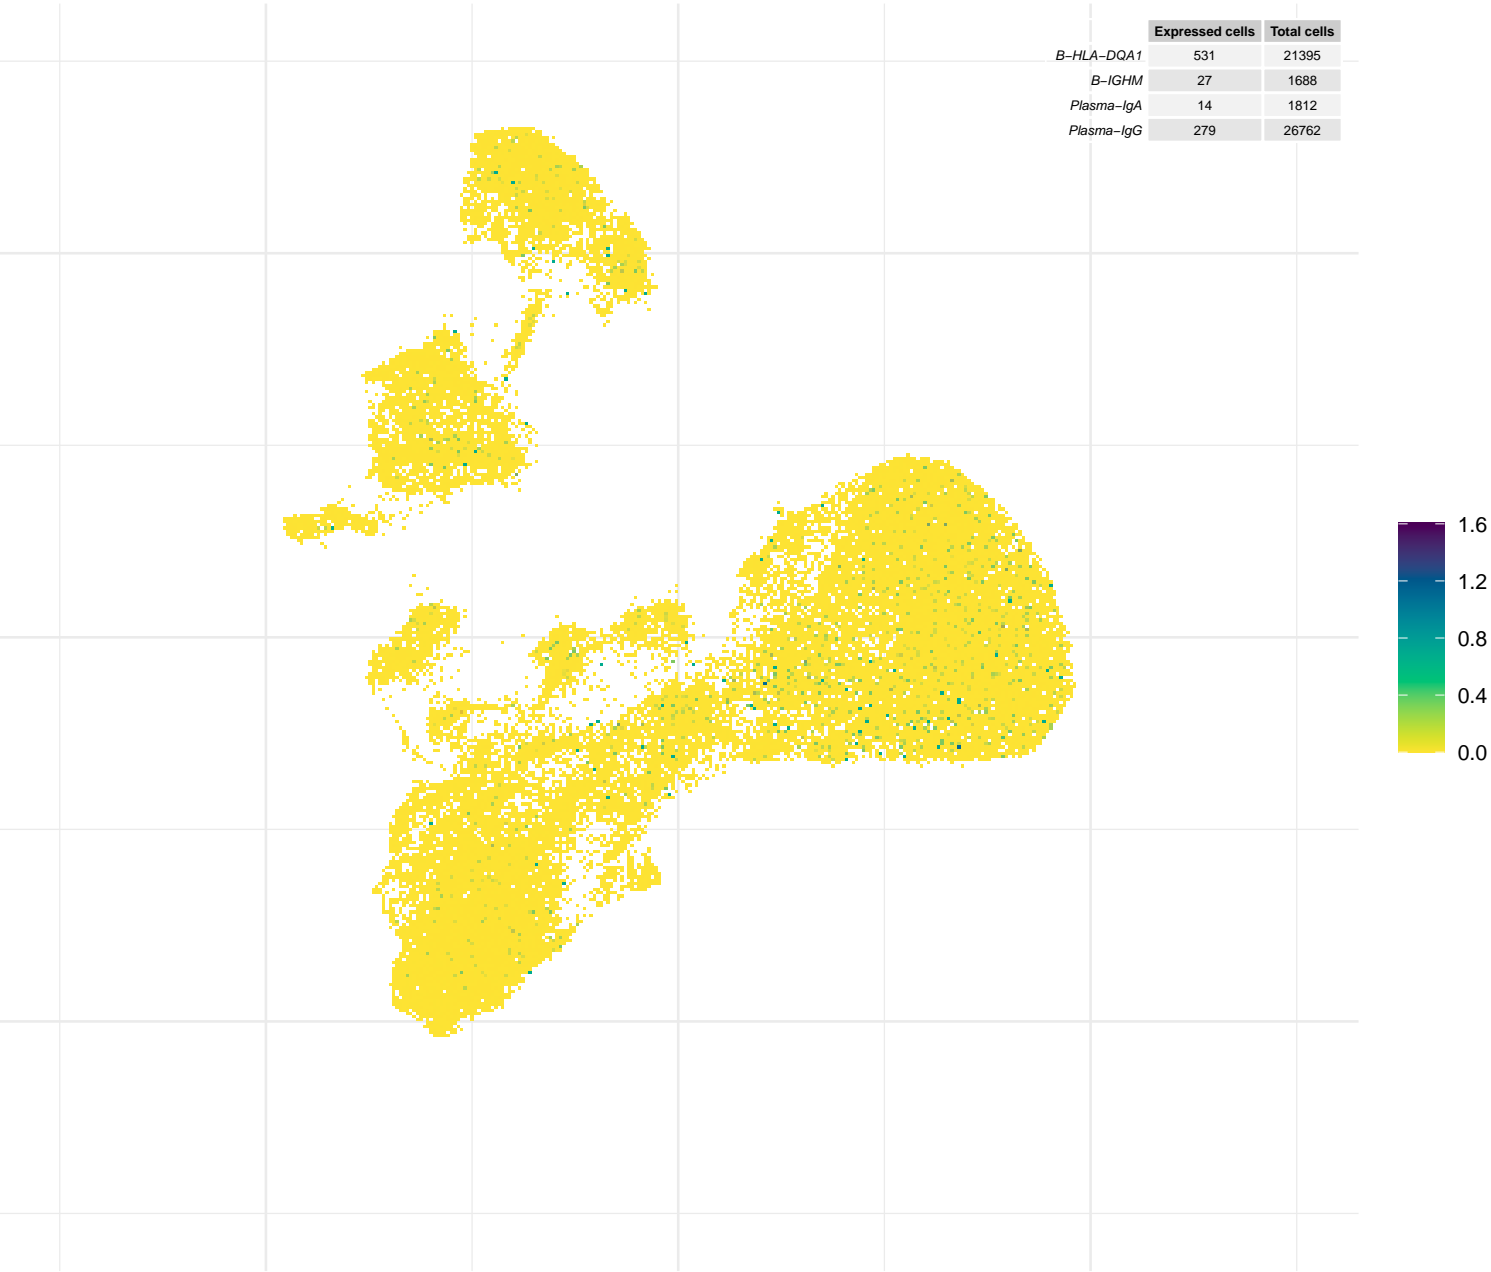 Expressed cells Total cells
B−HLA−DQA1 531 21395
B−IGHM 27 1688
Plasma−IgA 14 1812
Plasma−IgG 279 26762
1.6
1.2
0.8
0.4
0.0